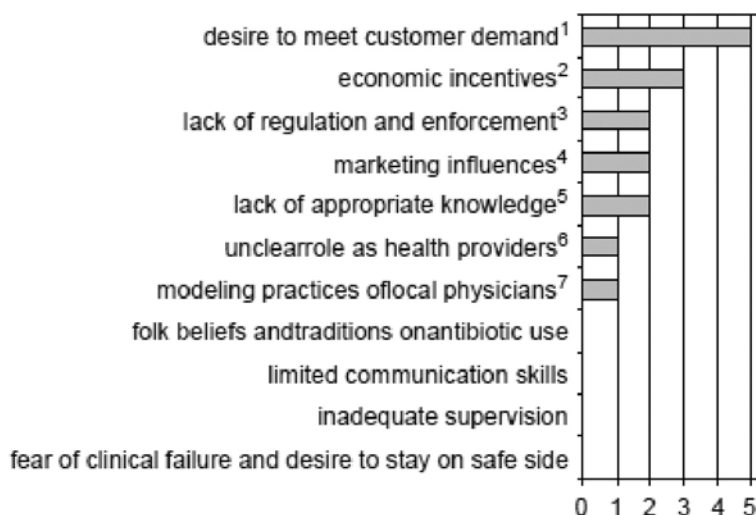 desire to meet customer demand1
economic incentives2
lack of regulation and enforcement3
marketing influences4
lack of appropriate knowledge5
unclearrole as health providers6
modeling practices oflocal physicians7
folk beliefs andtraditions onantibiotic use
limited communication skills
inadequate supervision
fear of clinical failure and desire to stay on safe side
0 1 2 3 4 5